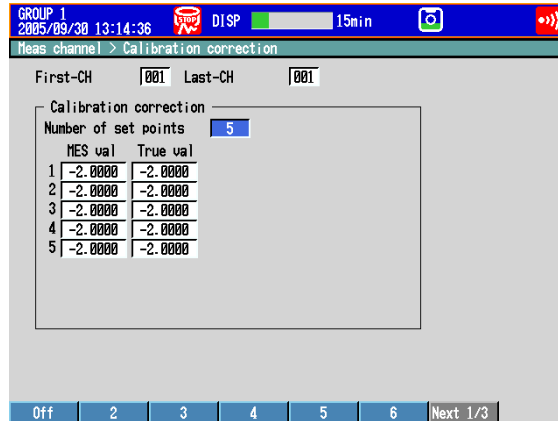 GROUP 1
2005/09/30 13:14:36 STOP DISP 15min
Meas channel > Calibration correction
First-CH 001 Last-CH 001
Calibration correction
Number of set points 5
MES val True val
1 -2.0000 -2.0000
2 -2.0000 -2.0000
3 -2.0000 -2.0000
4 -2.0000 -2.0000
5 -2.0000 -2.0000
Off 2 3 4 5 6 Next 1/3